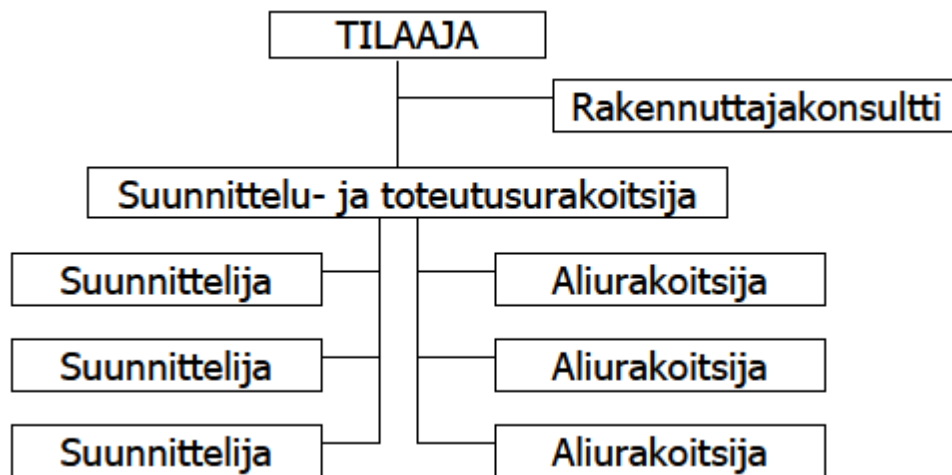 TILAAJA
Rakennuttajakonsultti
Suunnittelu- ja toteutusurakoitsija
Suunnittelija
Aliurakoitsija
Suunnittelija
Aliurakoitsija
Suunnittelija
Aliurakoitsija